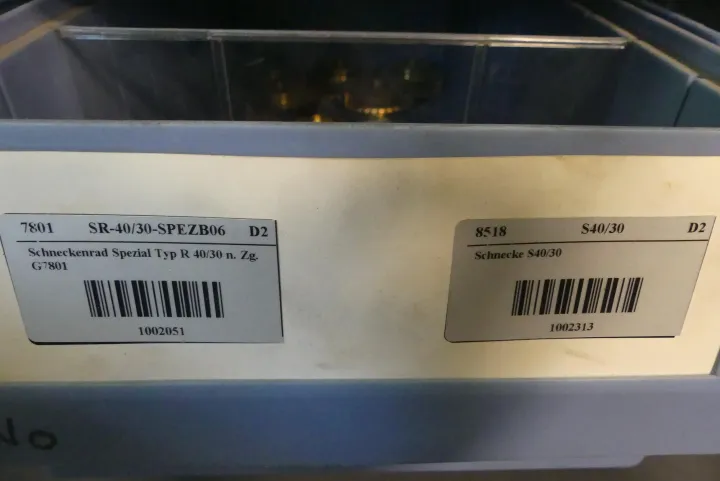 7801 SR-40/30-SPEZB06 D2
Schneckenrad Spezial Typ R 40/30 n. Zg.
G7801
1002051
8518 S40/30 D2
Schnecke S40/30
1002313
No